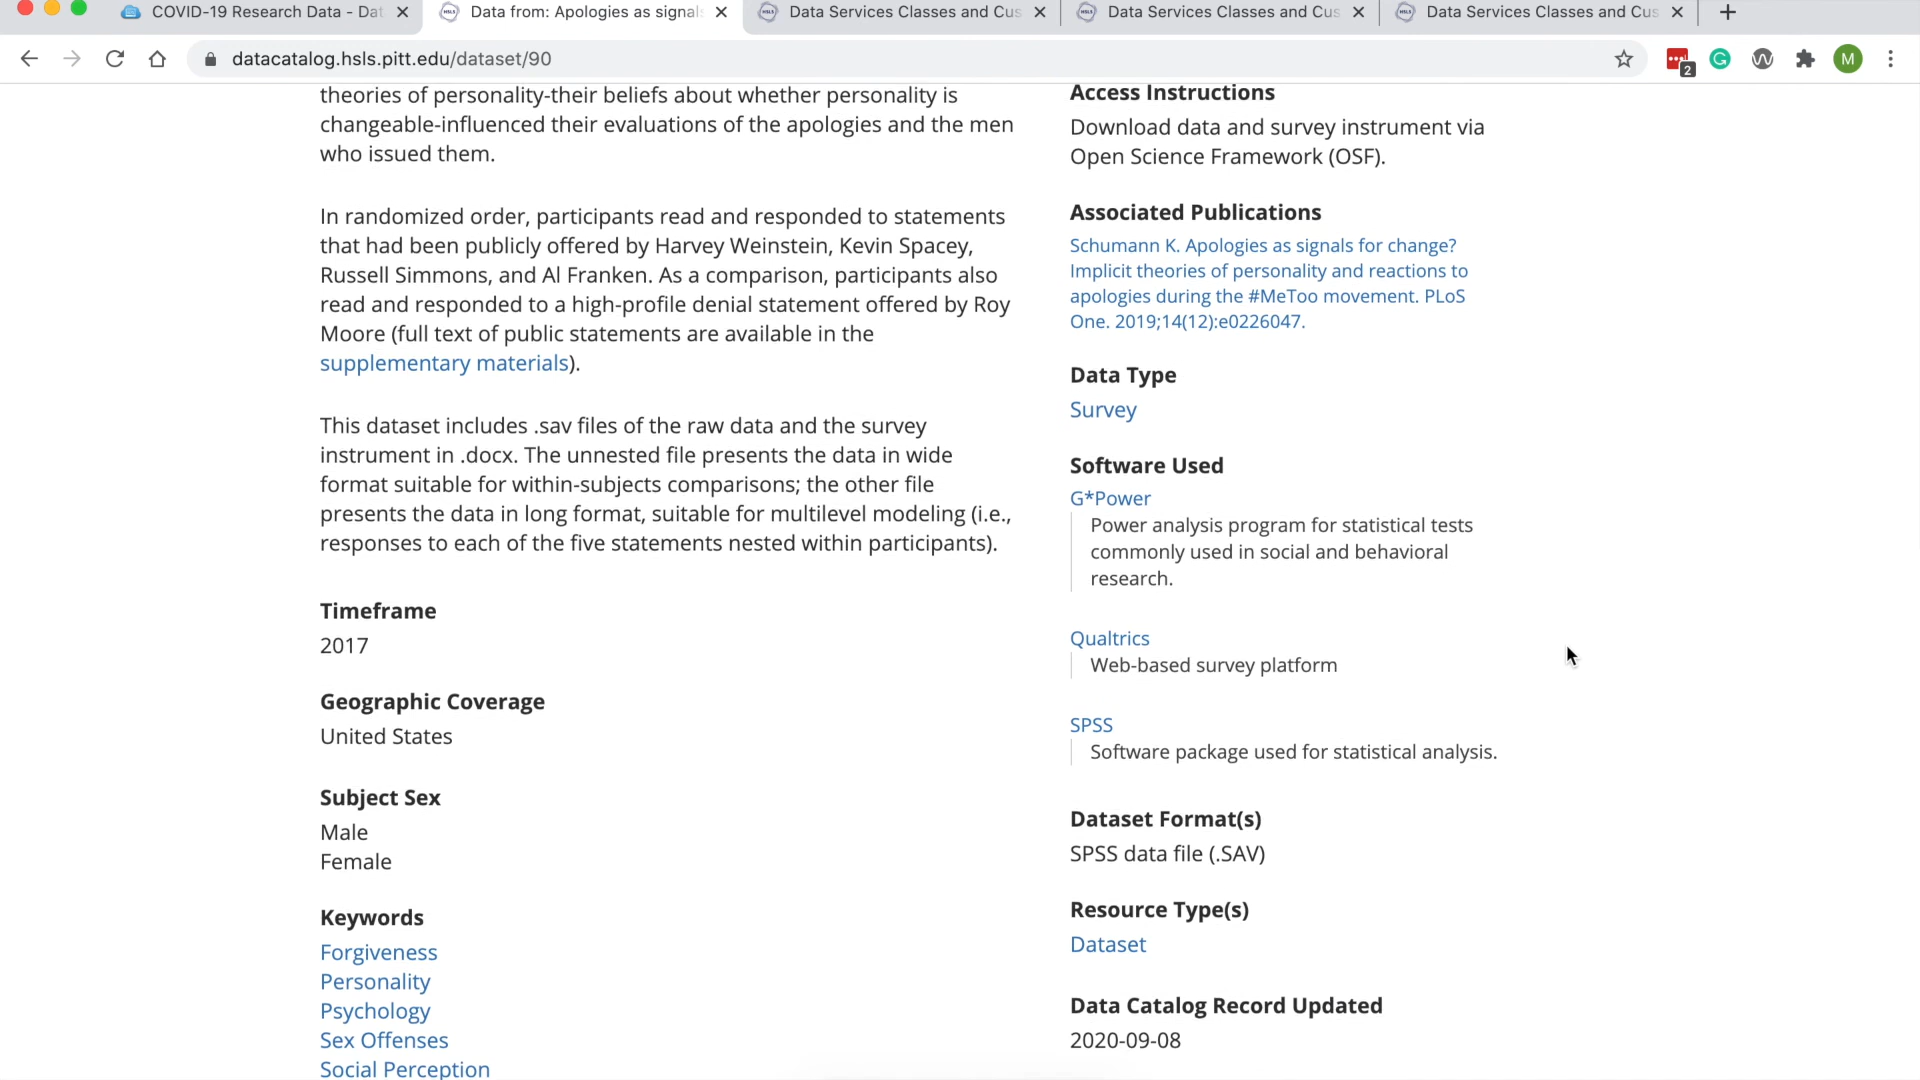 COVID-19 Research Data - Dat
Data from: Apologies as signals
Data Services Classes and Cus
Data Services Classes and Cus
Data Services Classes and Cus
datacatalog.hsls.pitt.edu/dataset/90
2
M
theories of personality-their beliefs about whether personality is
changeable-influenced their evaluations of the apologies and the men
who issued them.
In randomized order, participants read and responded to statements
that had been publicly offered by Harvey Weinstein, Kevin Spacey,
Russell Simmons, and Al Franken. As a comparison, participants also
read and responded to a high-profile denial statement offered by Roy
Moore (full text of public statements are available in the
supplementary materials).
This dataset includes .sav files of the raw data and the survey
instrument in .docx. The unnested file presents the data in wide
format suitable for within-subjects comparisons; the other file
presents the data in long format, suitable for multilevel modeling (i.e.,
responses to each of the five statements nested within participants).
Timeframe
2017
Geographic Coverage
United States
Subject Sex
Male
Female
Keywords
Forgiveness
Personality
Psychology
Sex Offenses
Social Perception
Access Instructions
Download data and survey instrument via
Open Science Framework (OSF).
Associated Publications
Schumann K. Apologies as signals for change?
Implicit theories of personality and reactions to
apologies during the #MeToo movement. PLoS
One. 2019;14(12):e0226047.
Data Type
Survey
Software Used
G*Power
Power analysis program for statistical tests
commonly used in social and behavioral
research.
Qualtrics
Web-based survey platform
SPSS
Software package used for statistical analysis.
Dataset Format(s)
SPSS data file (.SAV)
Resource Type(s)
Dataset
Data Catalog Record Updated
2020-09-08